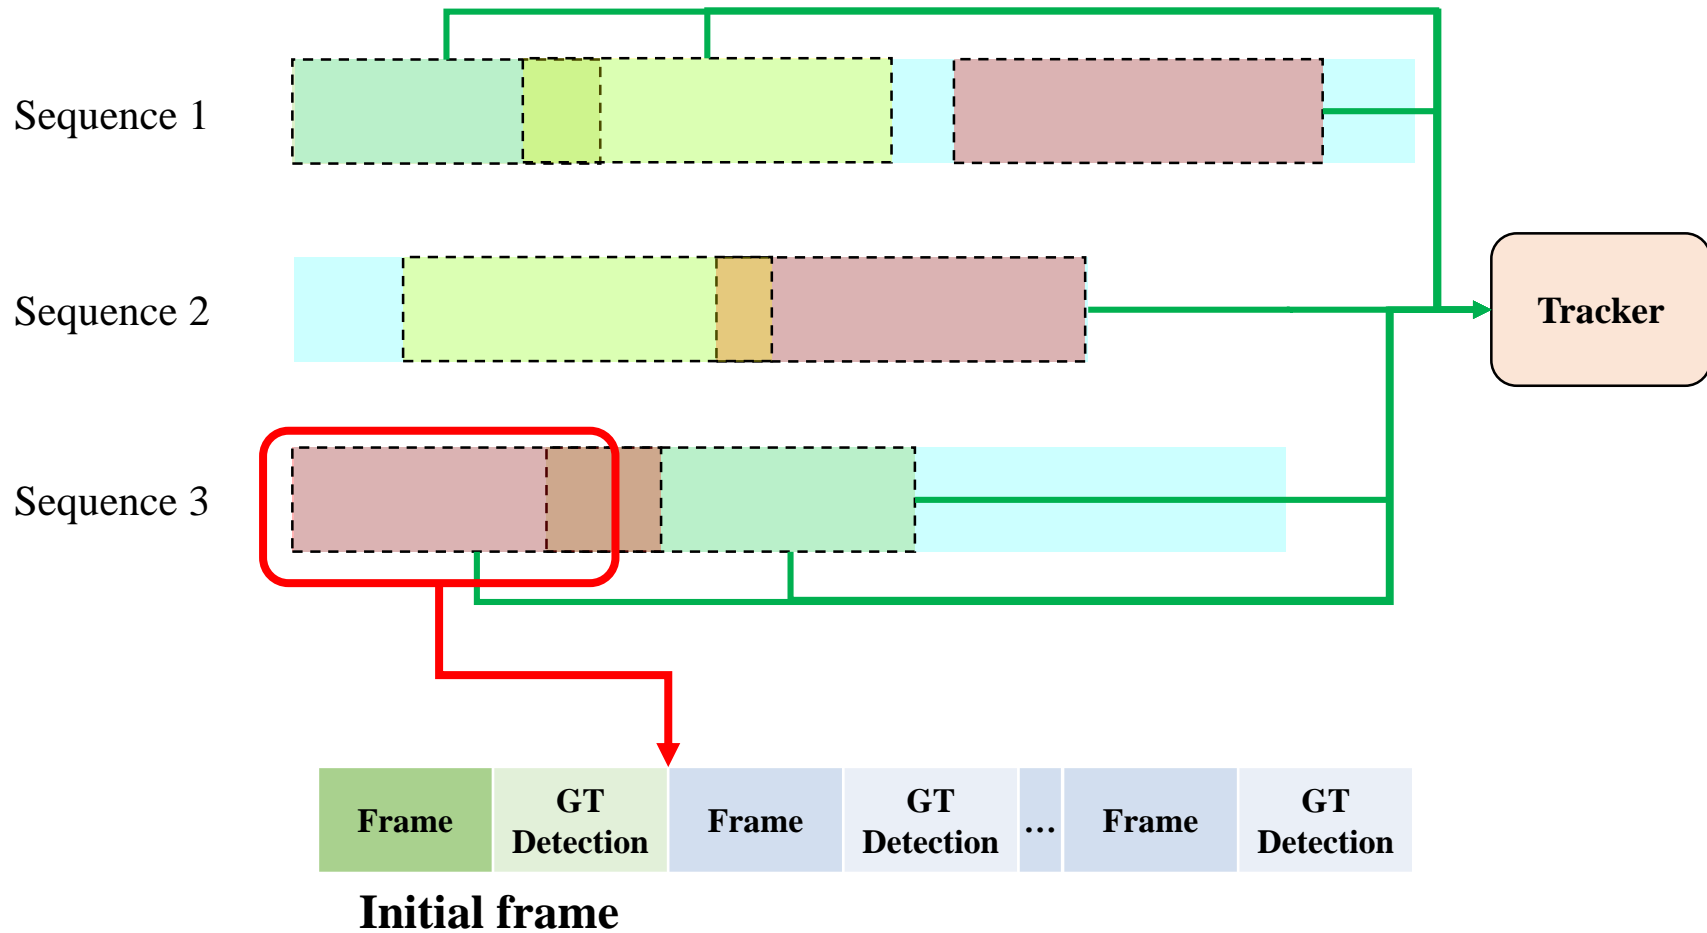 Sequence 1
Sequence 2
Tracker
Sequence 3
Frame
GT
Detection
Frame
GT
Detection
...
Frame
GT
Detection
Initial frame